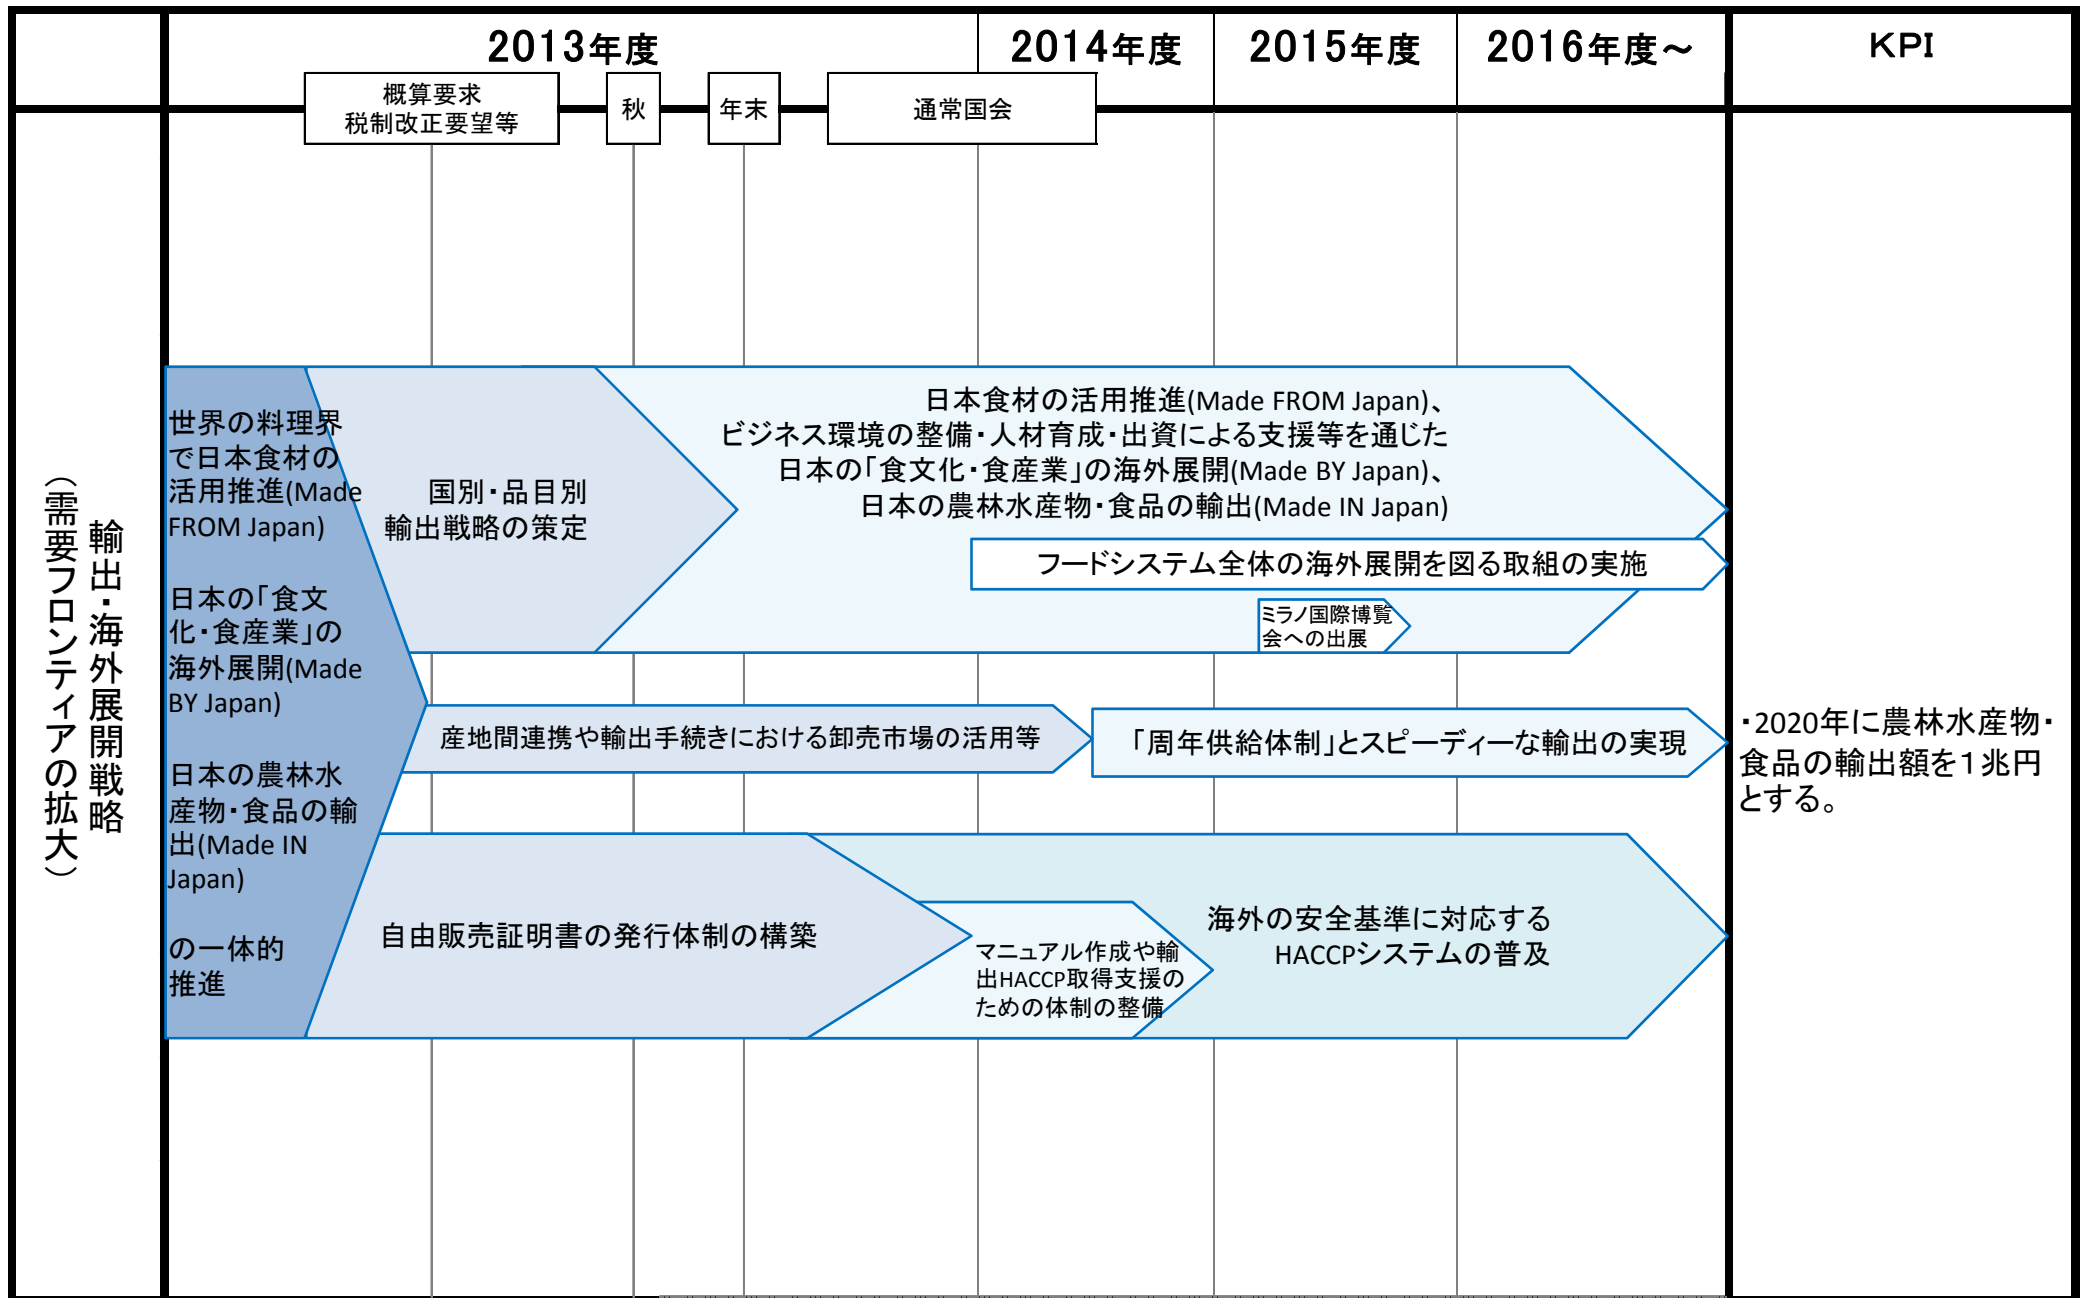 2013年度
2014年度
2015年度
2016年度～
KPI
概算要求
税制改正要望等
秋
年末
通常国会
輸出・海外展開戦略
（需要フロンティアの拡大）
世界の料理界
で日本食材の
活用推進(Made
FROM Japan)
日本の「食文
化・食産業」の
海外展開(Made
BY Japan)
日本の農林水
産物・食品の輸
出(Made IN
Japan)
の一体的
推進
国別・品目別
輸出戦略の策定
日本食材の活用推進(Made FROM Japan)、
ビジネス環境の整備・人材育成・出資による支援等を通じた
日本の「食文化・食産業」の海外展開(Made BY Japan)、
日本の農林水産物・食品の輸出(Made IN Japan)
フードシステム全体の海外展開を図る取組の実施
ミラノ国際博覧
会への出展
産地間連携や輸出手続きにおける卸売市場の活用等
「周年供給体制」とスピーディーな輸出の実現
自由販売証明書の発行体制の構築
マニュアル作成や輸
出HACCP取得支援の
ための体制の整備
海外の安全基準に対応する
HACCPシステムの普及
・2020年に農林水産物・
食品の輸出額を１兆円
とする。